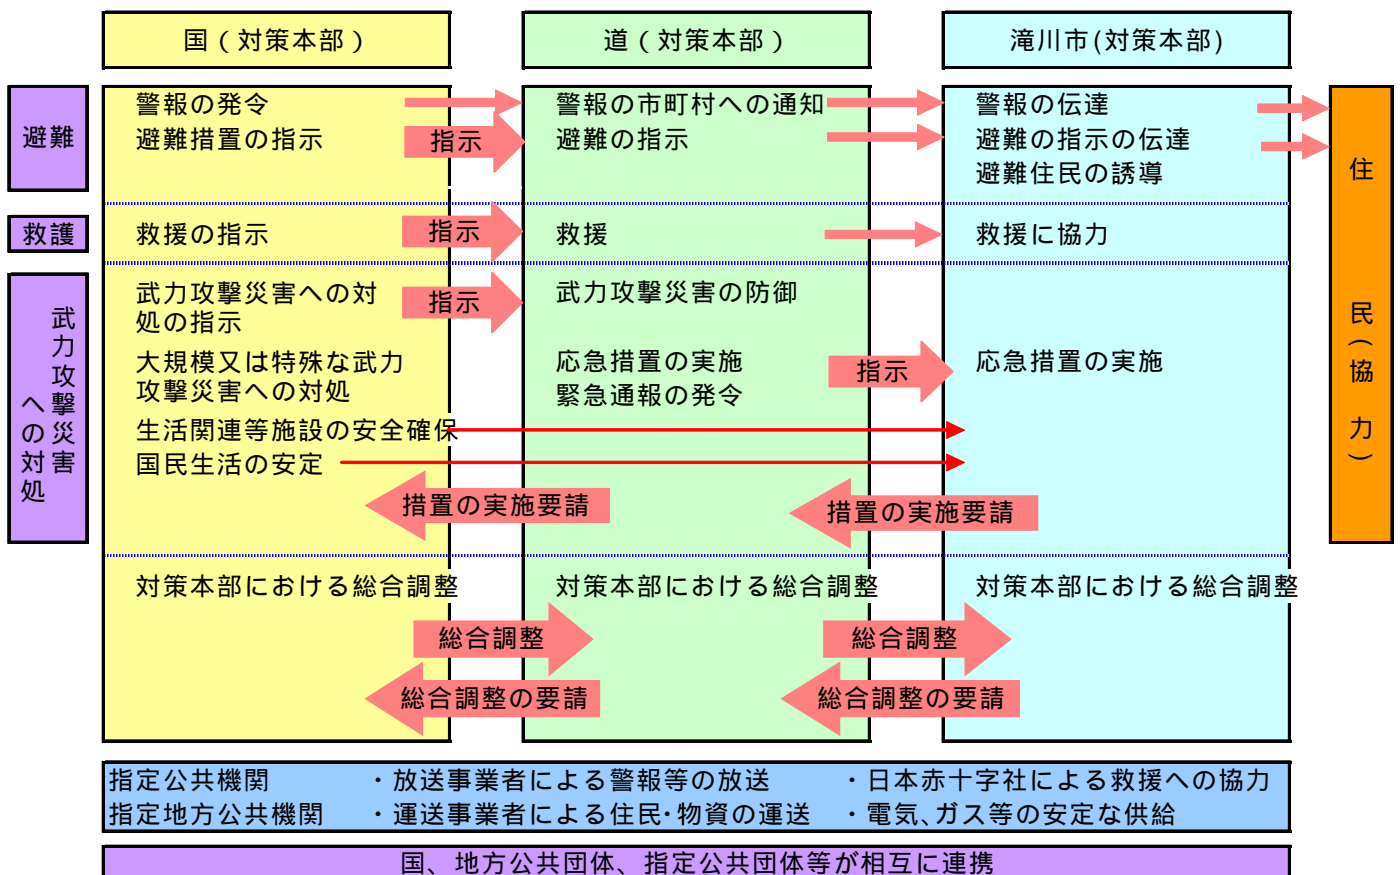 国（対策本部）
道（対策本部）
滝川市(対策本部)
避難
警報の発令
警報の市町村への通知
警報の伝達
避難措置の指示
指示
避難の指示
避難の指示の伝達
避難住民の誘導
救護
救援の指示
指示
救援
救援に協力
武力攻撃災害
への対処
武力攻撃災害への対
処の指示
指示
武力攻撃災害の防御
大規模又は特殊な武力
攻撃災害への対処
応急措置の実施
緊急通報の発令
指示
応急措置の実施
生活関連等施設の安全確保
国民生活の安定
措置の実施要請
措置の実施要請
対策本部における総合調整
対策本部における総合調整
対策本部における総合調整
総合調整
総合調整
総合調整の要請
総合調整の要請
住民（協力）
指定公共機関　・放送事業者による警報等の放送　・日本赤十字社による救援への協力
指定地方公共機関　・運送事業者による住民・物資の運送　・電気、ガス等の安定な供給
国、地方公共団体、指定公共団体等が相互に連携